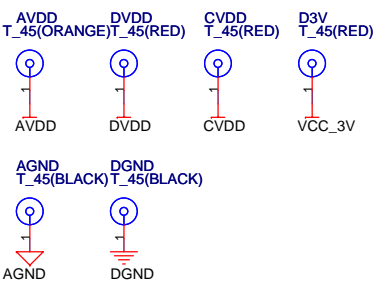 AVDD DVDD CVDD D3V
T_45(ORANGE) T_45(RED) T_45(RED) T_45(RED)
1 1 1 1
AVDD DVDD CVDD VCC_3V
AGND DGND
T_45(BLACK) T_45(BLACK)
1 1
AGND DGND